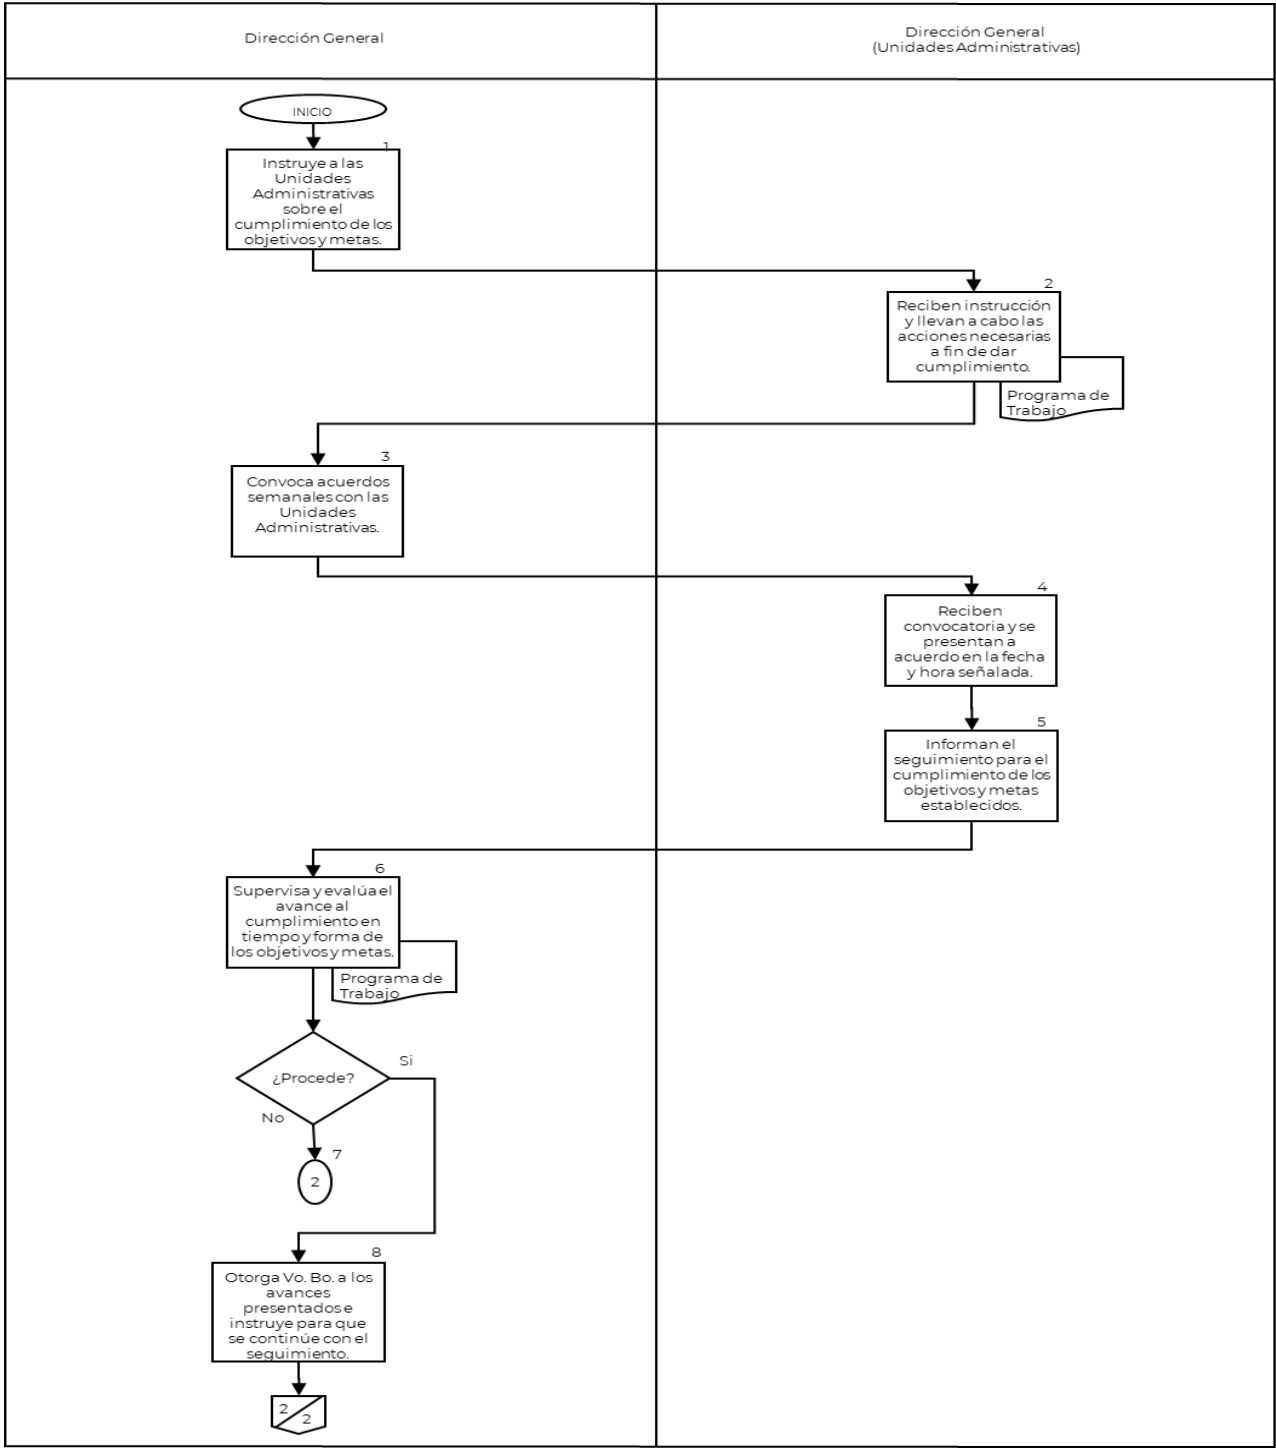 Dirección General
Dirección General
(Unidades Administrativas)
INICIO
1
Instruye a las
Unidades
Administrativas
sobre el
cumplimiento de los
objetivos y metas.
2
Reciben instrucción
y llevan a cabo las
acciones necesarias
a fin de dar
cumplimiento.
Programa de
Trabajo
3
Convoca acuerdos
semanales con las
Unidades
Administrativas.
4
Reciben
convocatoria y se
presentan a
acuerdo en la fecha
y hora señalada.
5
Informan el
seguimiento para el
cumplimiento de los
objetivos y metas
establecidos.
6
Supervisa y evalúa el
avance al
cumplimiento en
tiempo y forma de
los objetivos y metas.
Programa de
Trabajo
¿Procede?
Si
No
7
2
8
Otorga Vo. Bo. a los
avances
presentados e
instruye para que
se continúe con el
seguimiento.
2
2